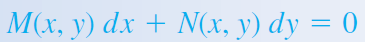 M(x, y) dx + N(x, y) dy = 0